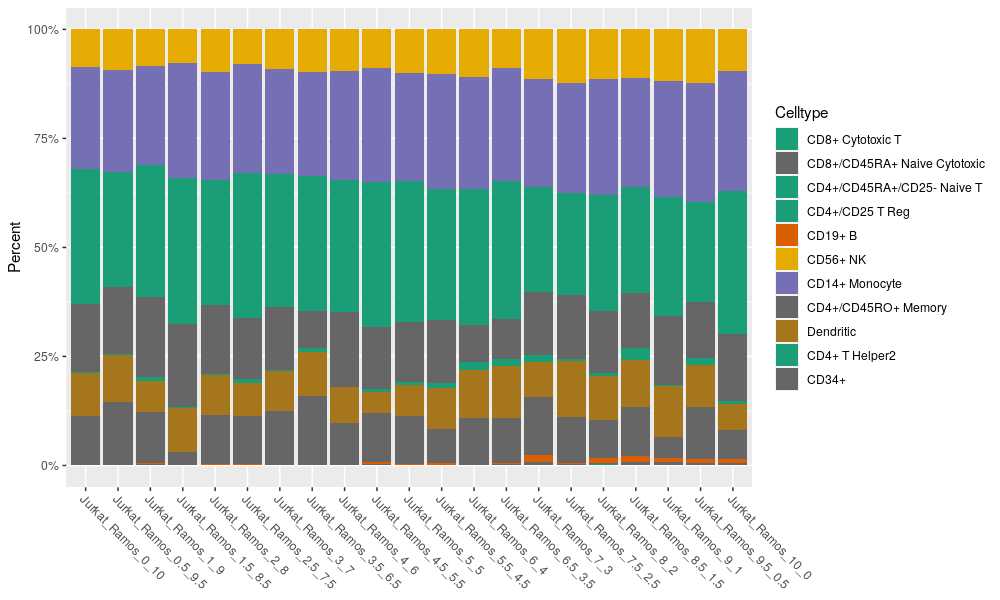 100%
75%
50%
25%
0%
Percent
Jurkat_Ramos_0_10
Jurkat_Ramos_0.5_9.5
Jurkat_Ramos_1_9
Jurkat_Ramos_1.5_8.5
Jurkat_Ramos_2_8
Jurkat_Ramos_2.5_7.5
Jurkat_Ramos_3_7
Jurkat_Ramos_3.5_6.5
Jurkat_Ramos_4_6
Jurkat_Ramos_4.5_5.5
Jurkat_Ramos_5_5
Jurkat_Ramos_5.5_4.5
Jurkat_Ramos_6_4
Jurkat_Ramos_6.5_3.5
Jurkat_Ramos_7_3
Jurkat_Ramos_7.5_2.5
Jurkat_Ramos_8_2
Jurkat_Ramos_8.5_1.5
Jurkat_Ramos_9_1
Jurkat_Ramos_9.5_0.5
Jurkat_Ramos_10_0
Celltype
CD8+ Cytotoxic T
CD8+/CD45RA+ Naive Cytotoxic
CD4+/CD45RA+/CD25- Naive T
CD4+/CD25 T Reg
CD19+ B
CD56+ NK
CD14+ Monocyte
CD4+/CD45RO+ Memory
Dendritic
CD4+ T Helper2
CD34+